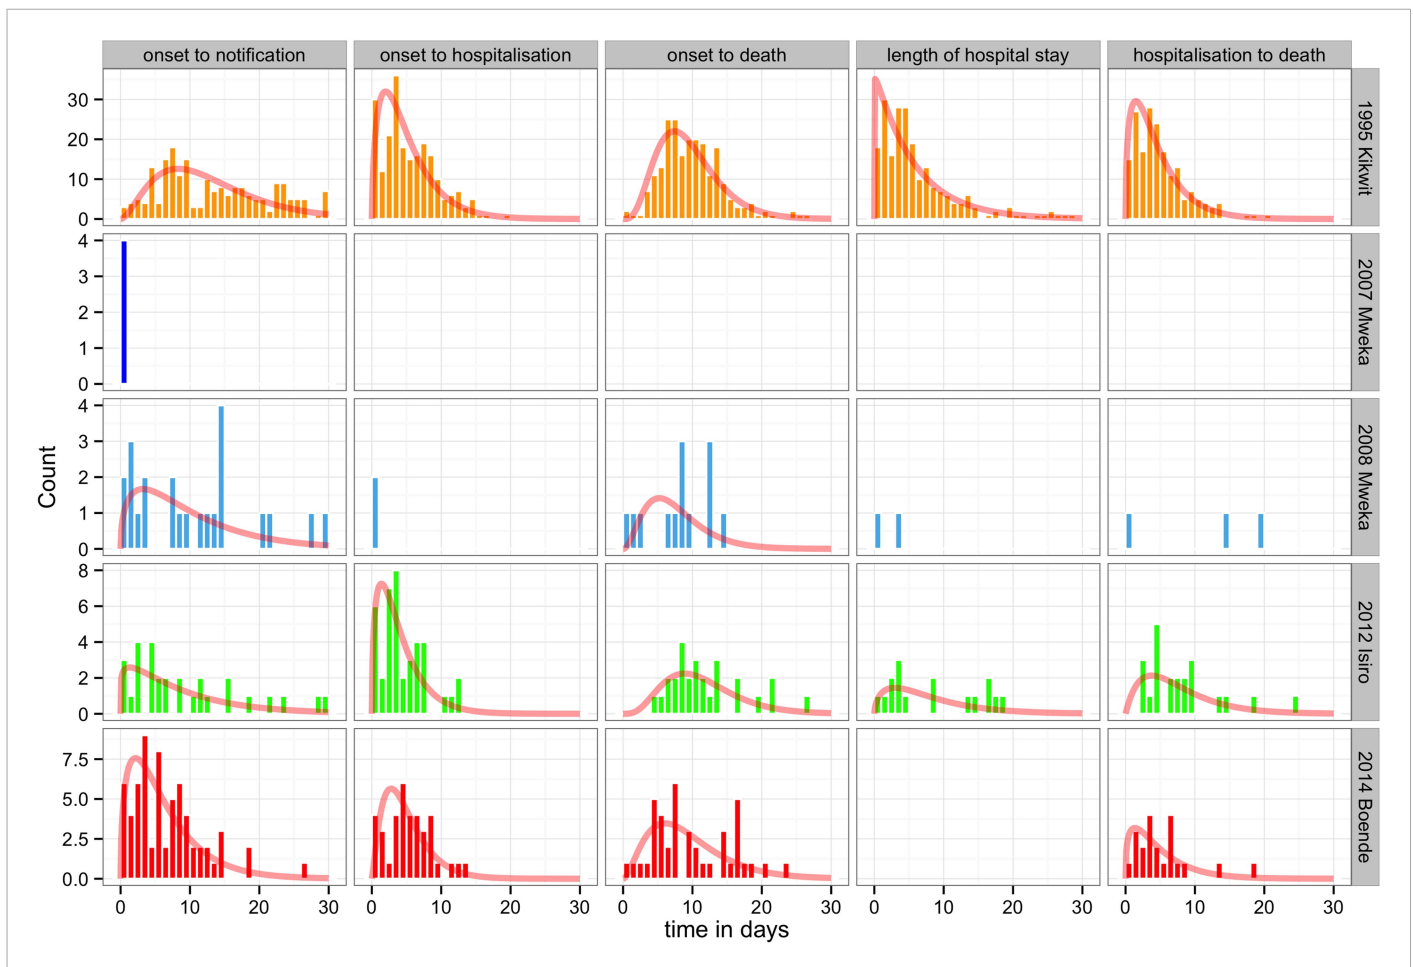 onset to notification
onset to hospitalisation
onset to death
length of hospital stay
hospitalisation to death
30
20
10
0
1995 Kikwit
4
3
2
1
0
2007 Mweka
4
3
2
1
0
2008 Mweka
8
6
4
2
0
2012 Isiro
7.5
5.0
2.5
0.0
2014 Boende
Count
0 10 20 30
0 10 20 30
0 10 20 30
0 10 20 30
0 10 20 30
time in days